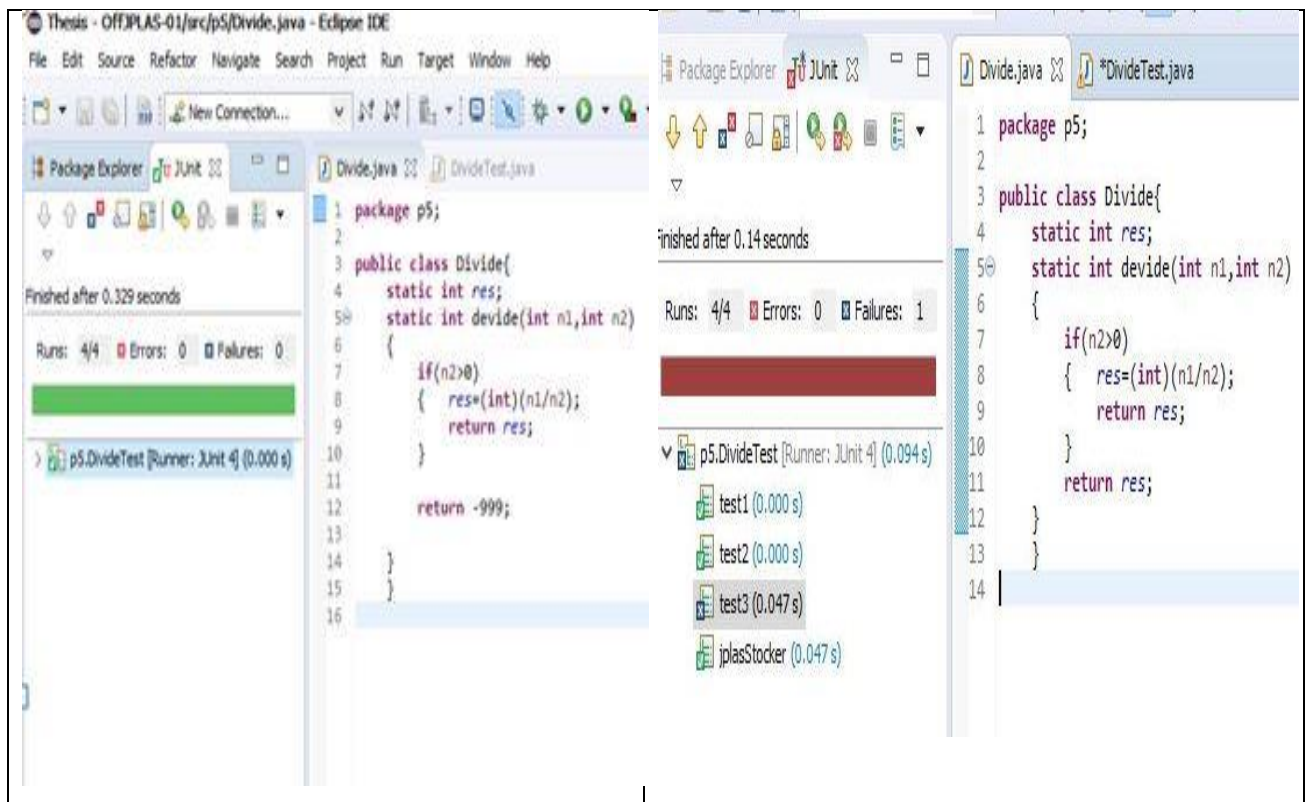 Thesis - OffJPLAS-01/src/p5/Divide.java - Eclipse IDE
File Edit Source Refactor Navigate Search Project Run Target Window Help
New Connection...
Package Explorer JUnit
Divide.java DivideTest.java
Finished after 0.329 seconds
Runs: 4/4 Errors: 0 Failures: 0
p5.DivideTest [Runner: JUnit 4] (0.000 s)
1 package p5;
2
3 public class Divide{
4 static int res;
5 static int devide(int n1,int n2)
6 {
7 if(n2>0)
8 { res=(int)(n1/n2);
9 return res;
10 }
11
12 return -999;
13
14 }
15 }
16
Package Explorer JUnit
Divide.java *DivideTest.java
Finished after 0.14 seconds
Runs: 4/4 Errors: 0 Failures: 1
p5.DivideTest [Runner: JUnit 4] (0.094 s)
test1 (0.000 s)
test2 (0.000 s)
test3 (0.047 s)
jplasStocker (0.047 s)
1 package p5;
2
3 public class Divide{
4 static int res;
5 static int devide(int n1,int n2)
6 {
7 if(n2>0)
8 { res=(int)(n1/n2);
9 return res;
10 }
11 return res;
12 }
13 }
14